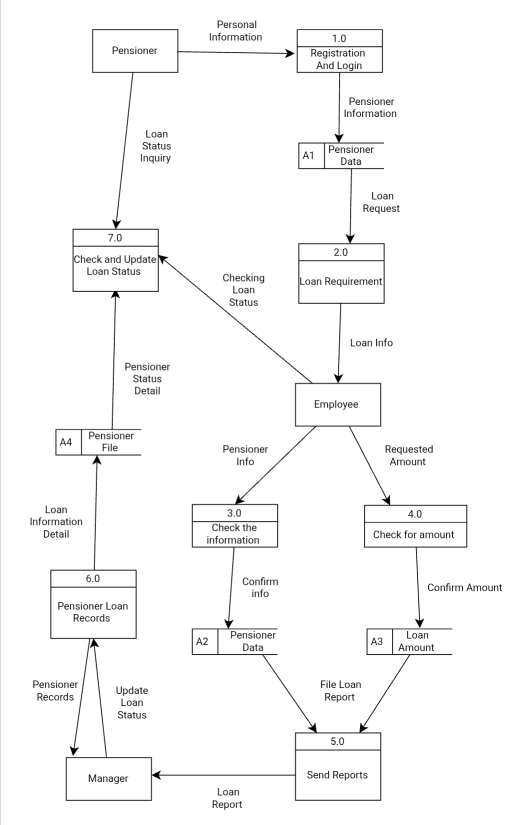 Personal
Information
Pensioner
1.0
Registration
And Login
Pensioner
Information
Loan
Status
Inquiry
A1
Pensioner
Data
Loan
Request
7.0
Check and Update
Loan Status
2.0
Loan Requirement
Checking
Loan
Status
Loan Info
Pensioner
Status
Detail
Employee
A4
Pensioner
File
Pensioner
Info
Requested
Amount
3.0
Check the
information
4.0
Check for amount
Loan
Information
Detail
6.0
Pensioner Loan
Records
Confirm
info
Confirm Amount
A2
Pensioner
Data
A3
Loan
Amount
Pensioner
Records
Update
Loan
Status
File Loan
Report
5.0
Send Reports
Manager
Loan
Report